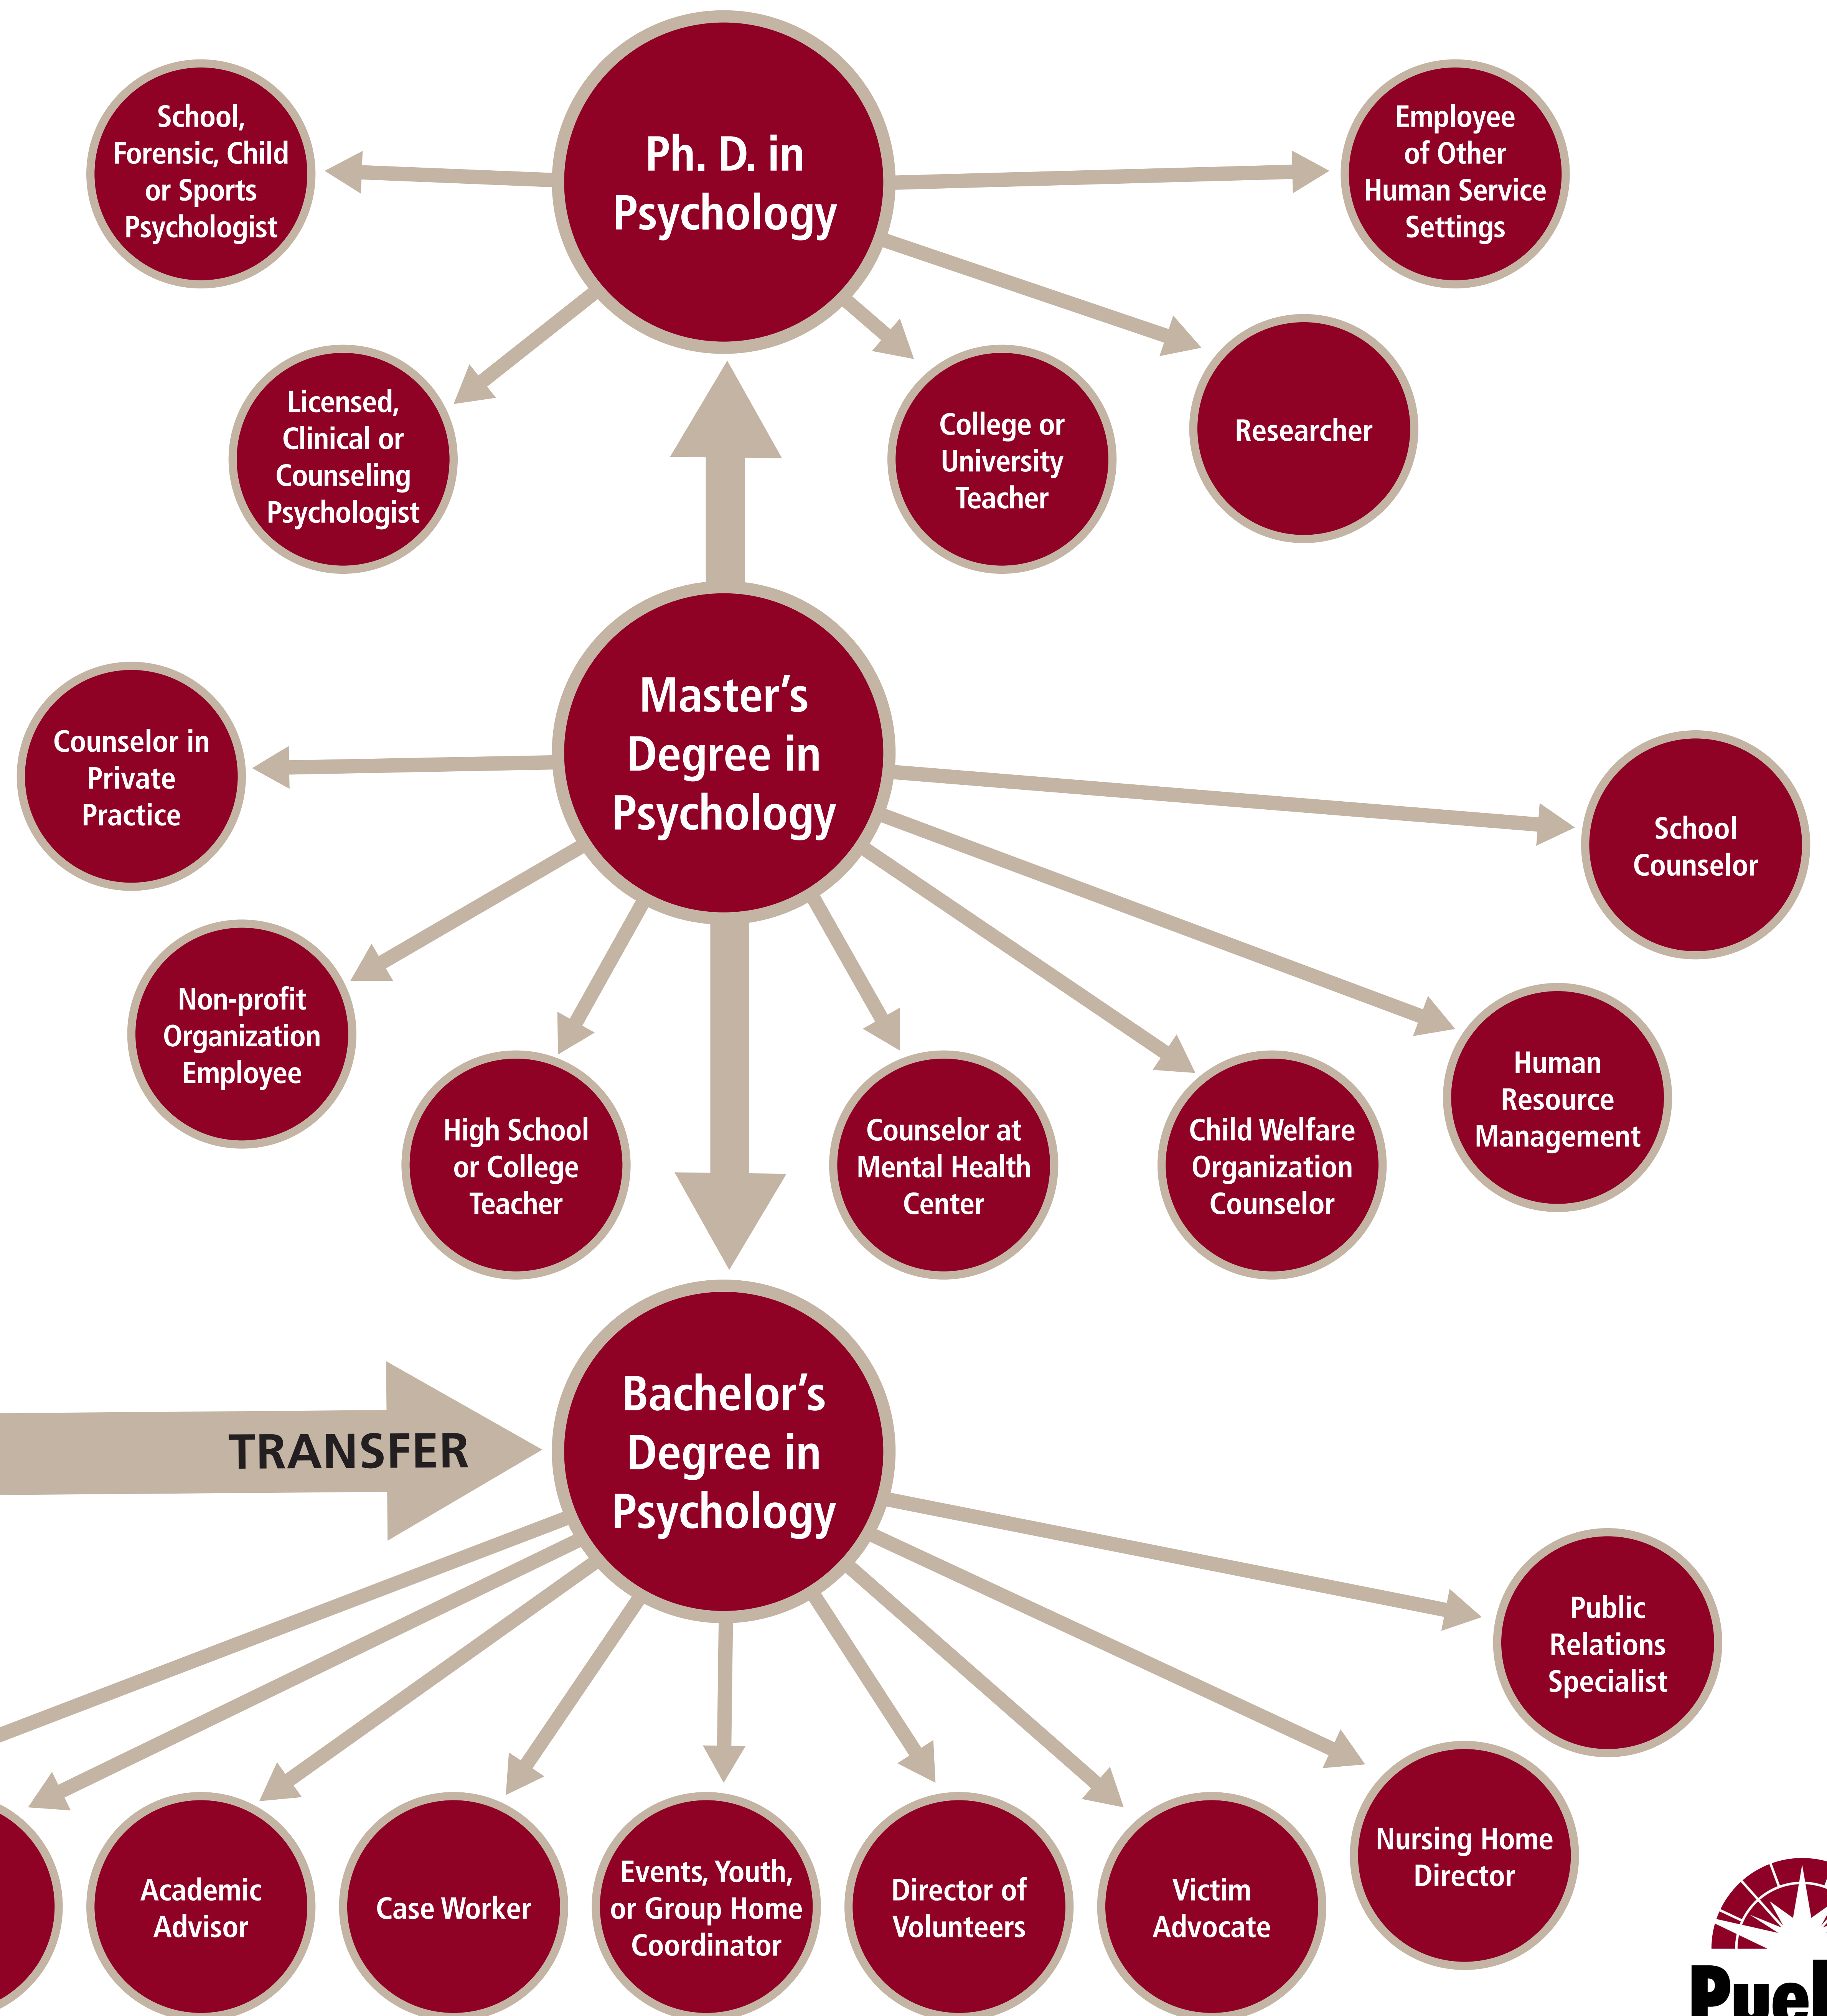 Ph. D. in
Psychology
School,
Forensic, Child
or Sports
Psychologist
Employee
of Other
Human Service
Settings
Licensed,
Clinical or
Counseling
Psychologist
College or
University
Teacher
Researcher
Master’s
Degree in
Psychology
Counselor in
Private
Practice
School
Counselor
Non-profit
Organization
Employee
High School
or College
Teacher
Counselor at
Mental Health
Center
Child Welfare
Organization
Counselor
Human
Resource
Management
TRANSFER
Bachelor’s
Degree in
Psychology
Public
Relations
Specialist
Nursing Home
Director
Academic
Advisor
Case Worker
Events, Youth,
or Group Home
Coordinator
Director of
Volunteers
Victim
Advocate